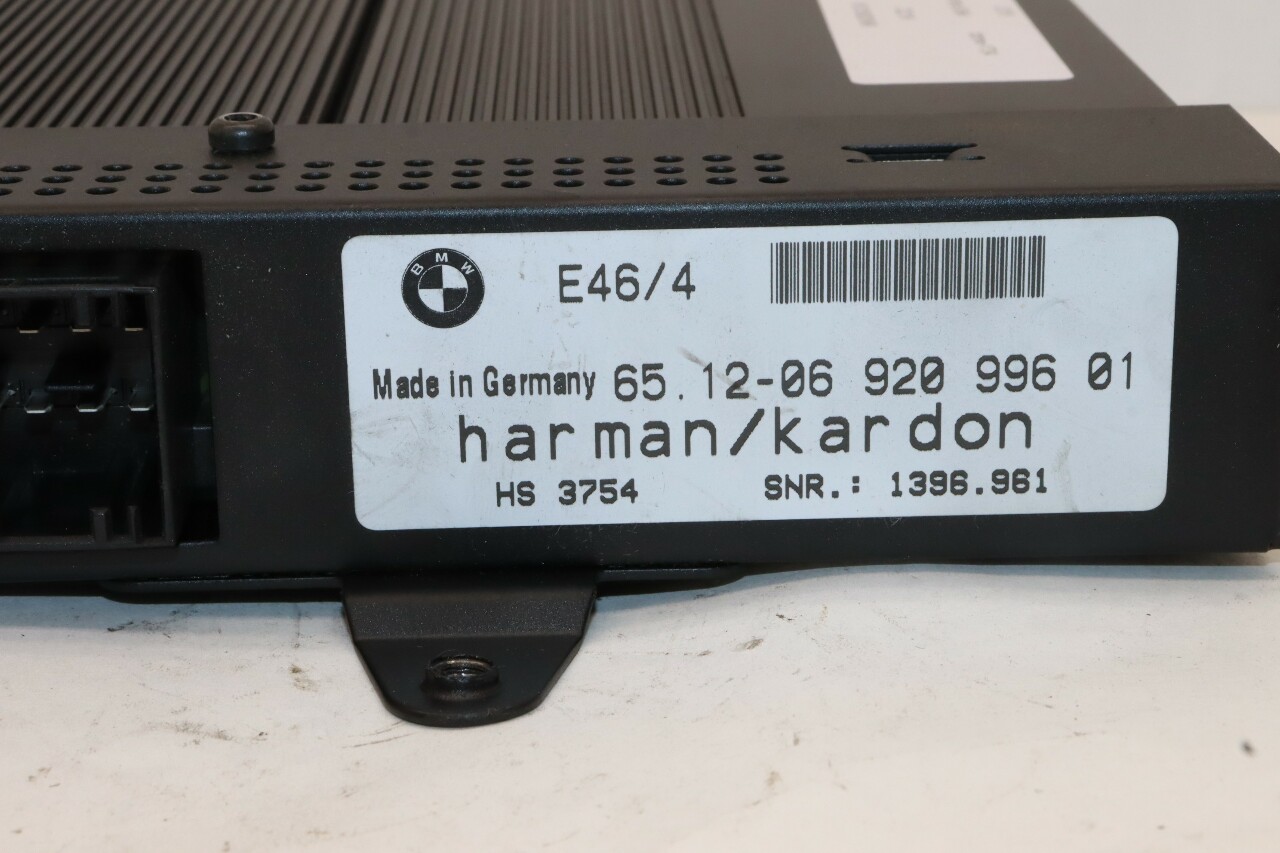 BMW
E46/4
Made in Germany 65.12-06 920 996 01
harman/kardon
HS 3754 SNR.: 1396.961